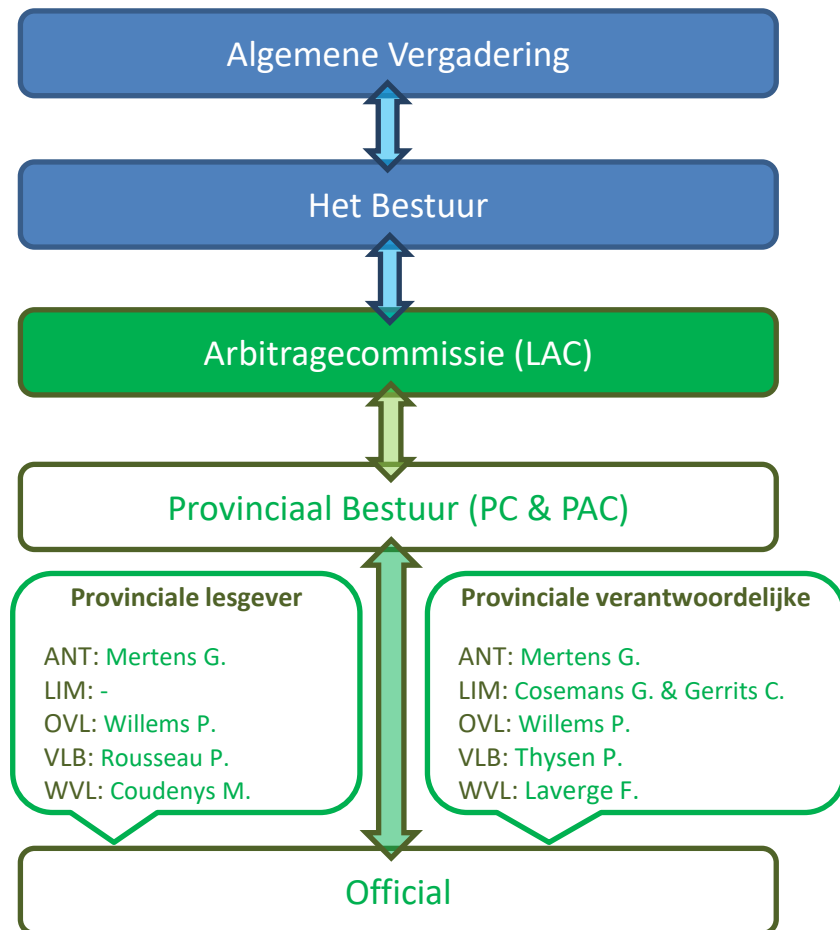 Algemene Vergadering
Het Bestuur
Arbitragecommissie (LAC)
Provinciaal Bestuur (PC & PAC)
Provinciale lesgever
ANT: Mertens G.
LIM: -
OVL: Willems P.
VLB: Rousseau P.
WVL: Coudenys M.
Provinciale verantwoordelijke
ANT: Mertens G.
LIM: Cosemans G. & Gerrits C.
OVL: Willems P.
VLB: Thysen P.
WVL: Laverge F.
Official